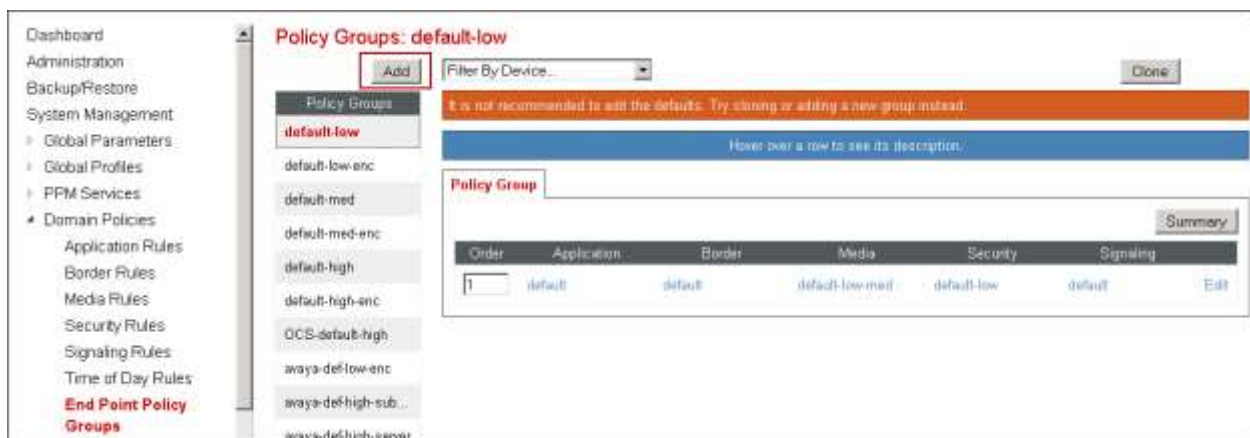 Dashboard
Administration
Backup/Restore
System Management
Global Parameters
Global Profiles
PPM Services
Domain Policies
Application Rules
Border Rules
Media Rules
Security Rules
Signaling Rules
Time of Day Rules
End Point Policy
Groups
Policy Groups: default-low
Add
Filter By Device...
Clone
Policy Groups
default-low
default-low-enc
default-med
default-med-enc
default-high
default-high-enc
OCS-default-high
avaya-def-low-enc
avaya-def-high-sub...
avaya-def-high-server
It is not recommended to edit the defaults. Try cloning or adding a new group instead.
Hover over a row to see its description.
Policy Group
Summary
Order Application Border Media Security Signaling
1 default default default-low-med default-low default Edit